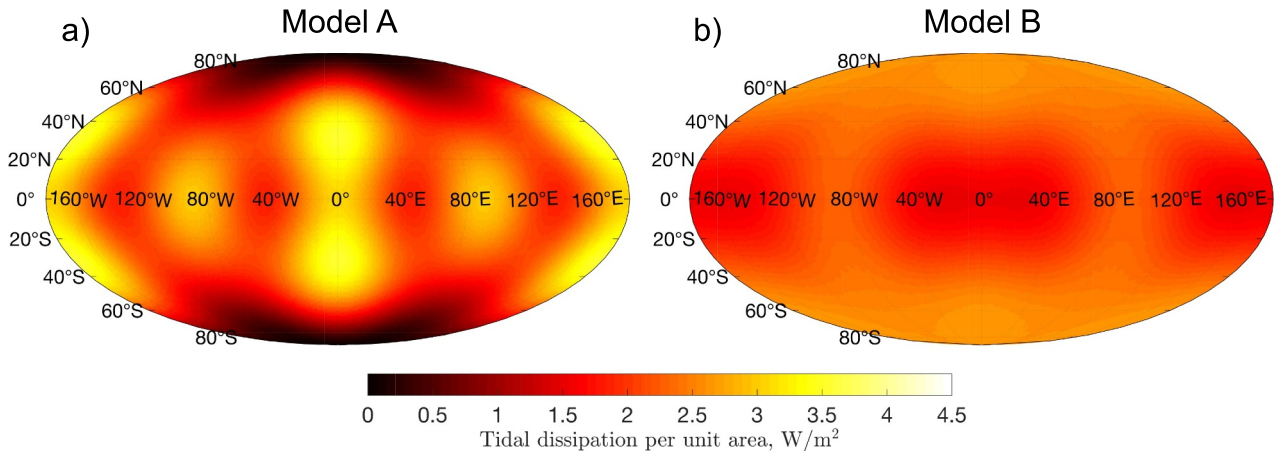 a) Model A
b) Model B
80°N
60°N
40°N
20°N
0° 160°W 120°W 80°W 40°W 0° 40°E 80°E 120°E 160°E
20°S
40°S
60°S
80°S
80°N
60°N
40°N
20°N
0° 160°W 120°W 80°W 40°W 0° 40°E 80°E 120°E 160°E
20°S
40°S
60°S
80°S
0 0.5 1 1.5 2 2.5 3 3.5 4 4.5
Tidal dissipation per unit area, W/m²